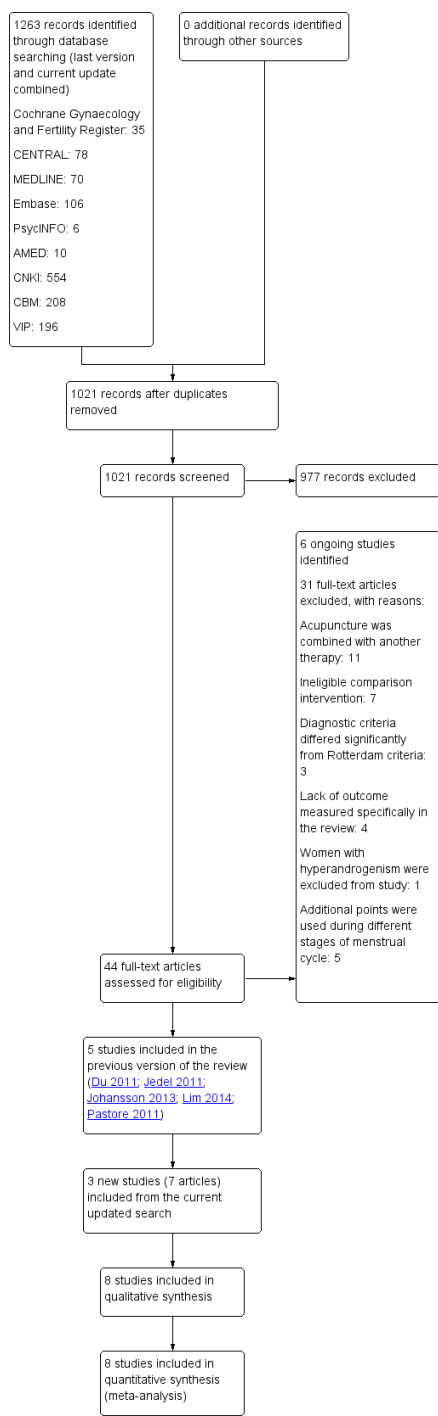 1263 records identified
through database
searching (last version
and current update
combined)
Cochrane Gynaecology
and Fertility Register: 35
CENTRAL: 78
MEDLINE: 70
Embase: 106
PsycINFO: 6
AMED: 10
CNKI: 554
CBM: 208
VIP: 196
0 additional records identified
through other sources
1021 records after duplicates
removed
1021 records screened
977 records excluded
6 ongoing studies
identified
31 full-text articles
excluded, with reasons:
Acupuncture was
combined with another
therapy: 11
Ineligible comparison
intervention: 7
Diagnostic criteria
differed significantly
from Rotterdam criteria:
3
Lack of outcome
measured specifically in
the review: 4
Women with
hyperandrogenism were
excluded from study: 1
Additional points were
used during different
stages of menstrual
cycle: 5
44 full-text articles
assessed for eligibility
5 studies included in the
previous version of the review
(Du 2011; Jedel 2011;
Johansson 2013; Lim 2014;
Pastore 2011)
3 new studies (7 articles)
included from the current
updated search
8 studies included in
qualitative synthesis
8 studies included in
quantitative synthesis
(meta-analysis)